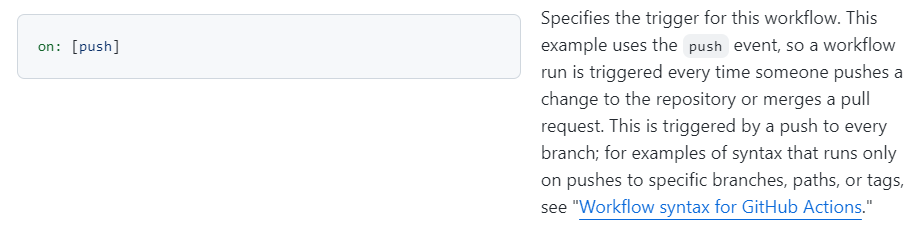 on: [push]
Specifies the trigger for this workflow. This
example uses the push event, so a workflow
run is triggered every time someone pushes a
change to the repository or merges a pull
request. This is triggered by a push to every
branch; for examples of syntax that runs only
on pushes to specific branches, paths, or tags,
see "Workflow syntax for GitHub Actions."